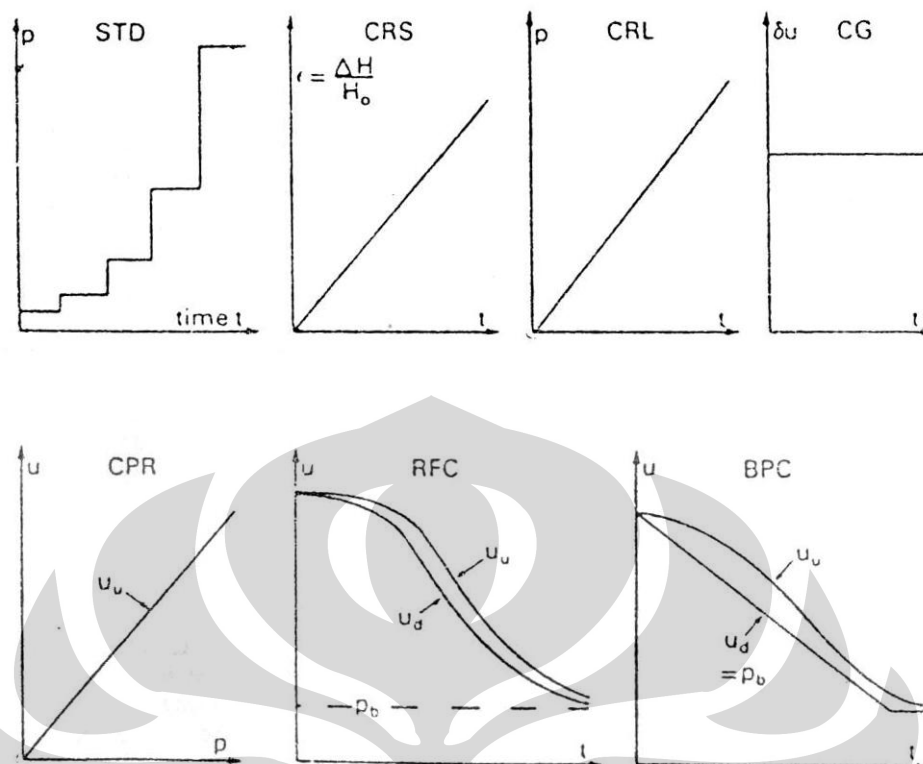 p STD
time t
CRS
ϵ = ΔH
H₀
t
p CRL
t
δu CG
t
u CPR
uᵤ
p
u RFC
uᵤ
u_d
p_b
t
u BPC
uᵤ
u_d
= p_b
t